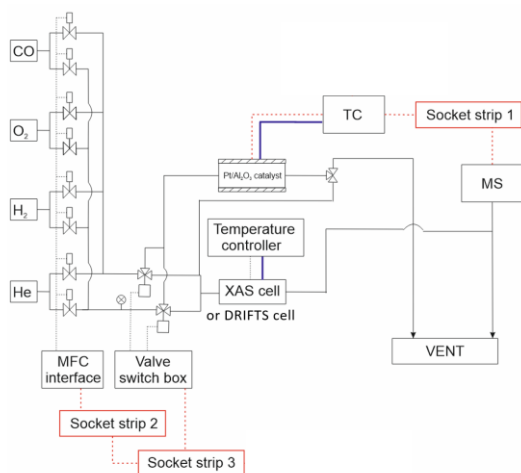 CO
O₂
H₂
He
TC
Socket strip 1
Pt/Al₂O₃ catalyst
MS
Temperature
controller
XAS cell
or DRIFTS cell
VENT
MFC
interface
Valve
switch box
Socket strip 2
Socket strip 3